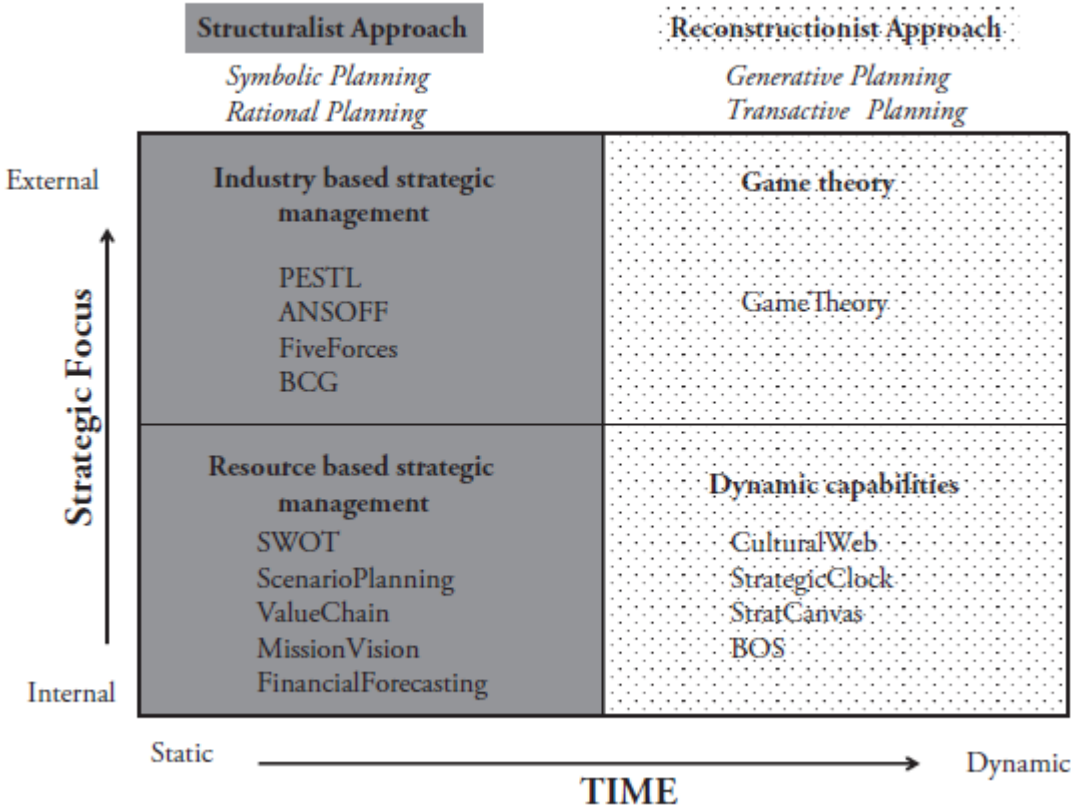 Structuralist Approach
Symbolic Planning
Rational Planning
Reconstructionist Approach
Generative Planning
Transactive Planning
External
Strategic Focus
Internal
Industry based strategic
management
PESTL
ANSOFF
FiveForces
BCG
Game theory
GameTheory
Resource based strategic
management
SWOT
ScenarioPlanning
ValueChain
MissionVision
FinancialForecasting
Dynamic capabilities
CulturalWeb
StrategicClock
StratCanvas
BOS
Static
TIME
Dynamic